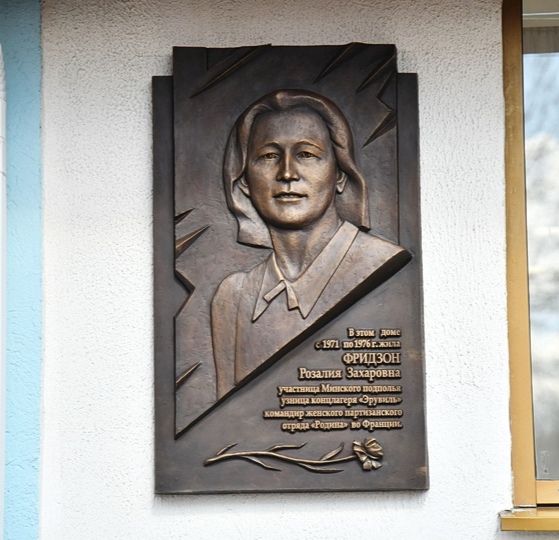 В этом доме
с 1971 по 1976 г. жила
ФРИДЗОН
Розалия Захаровна
участница Минского подполья
узница концлагеря «Эрувиль»
командир женского партизанского
отряда «Родина» во Франции.